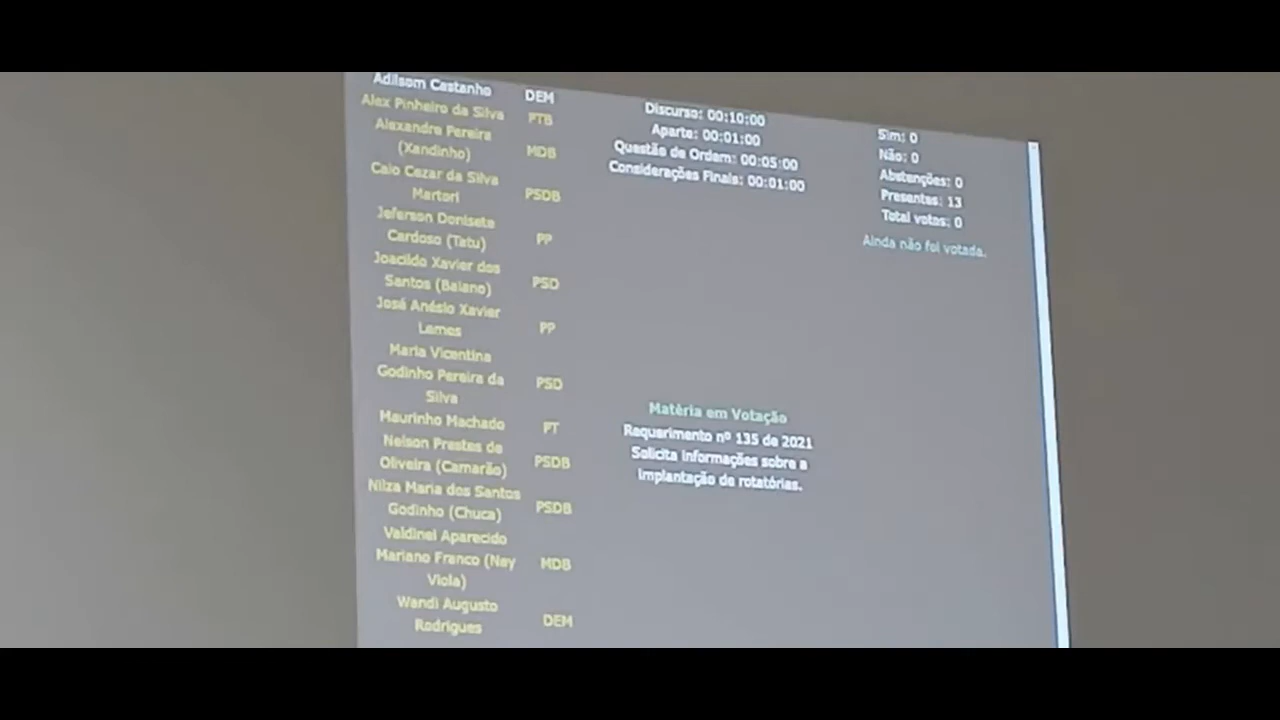 Adilsom Castanho DEM
Alex Pinheiro da Silva PTB
Alexandre Pereira
(Xandinho) MDB
Caio Cezar da Silva
Martori PSDB
Jeferson Donisete
Cardoso (Tatu) PP
Joacildo Xavier dos
Santos (Baiano) PSD
José Anésio Xavier
Lemes PP
Maria Vicentina
Godinho Pereira da
Silva PSD
Maurinho Machado PT
Nelson Prestes de
Oliveira (Camarão) PSDB
Nilza Maria dos Santos
Godinho (Chuca) PSDB
Valdinei Aparecido
Mariano Franco (Ney
Viola) MDB
Wandi Augusto
Rodrigues DEM
Discurso: 00:10:00
Aparte: 00:01:00
Questão de Ordem: 00:05:00
Considerações Finais: 00:01:00
Matéria em Votação
Requerimento nº 135 de 2021
Solicita informações sobre a
implantação de rotatórias.
Sim: 0
Não: 0
Abstenções: 0
Presentes: 13
Total votos: 0
Ainda não foi votada.